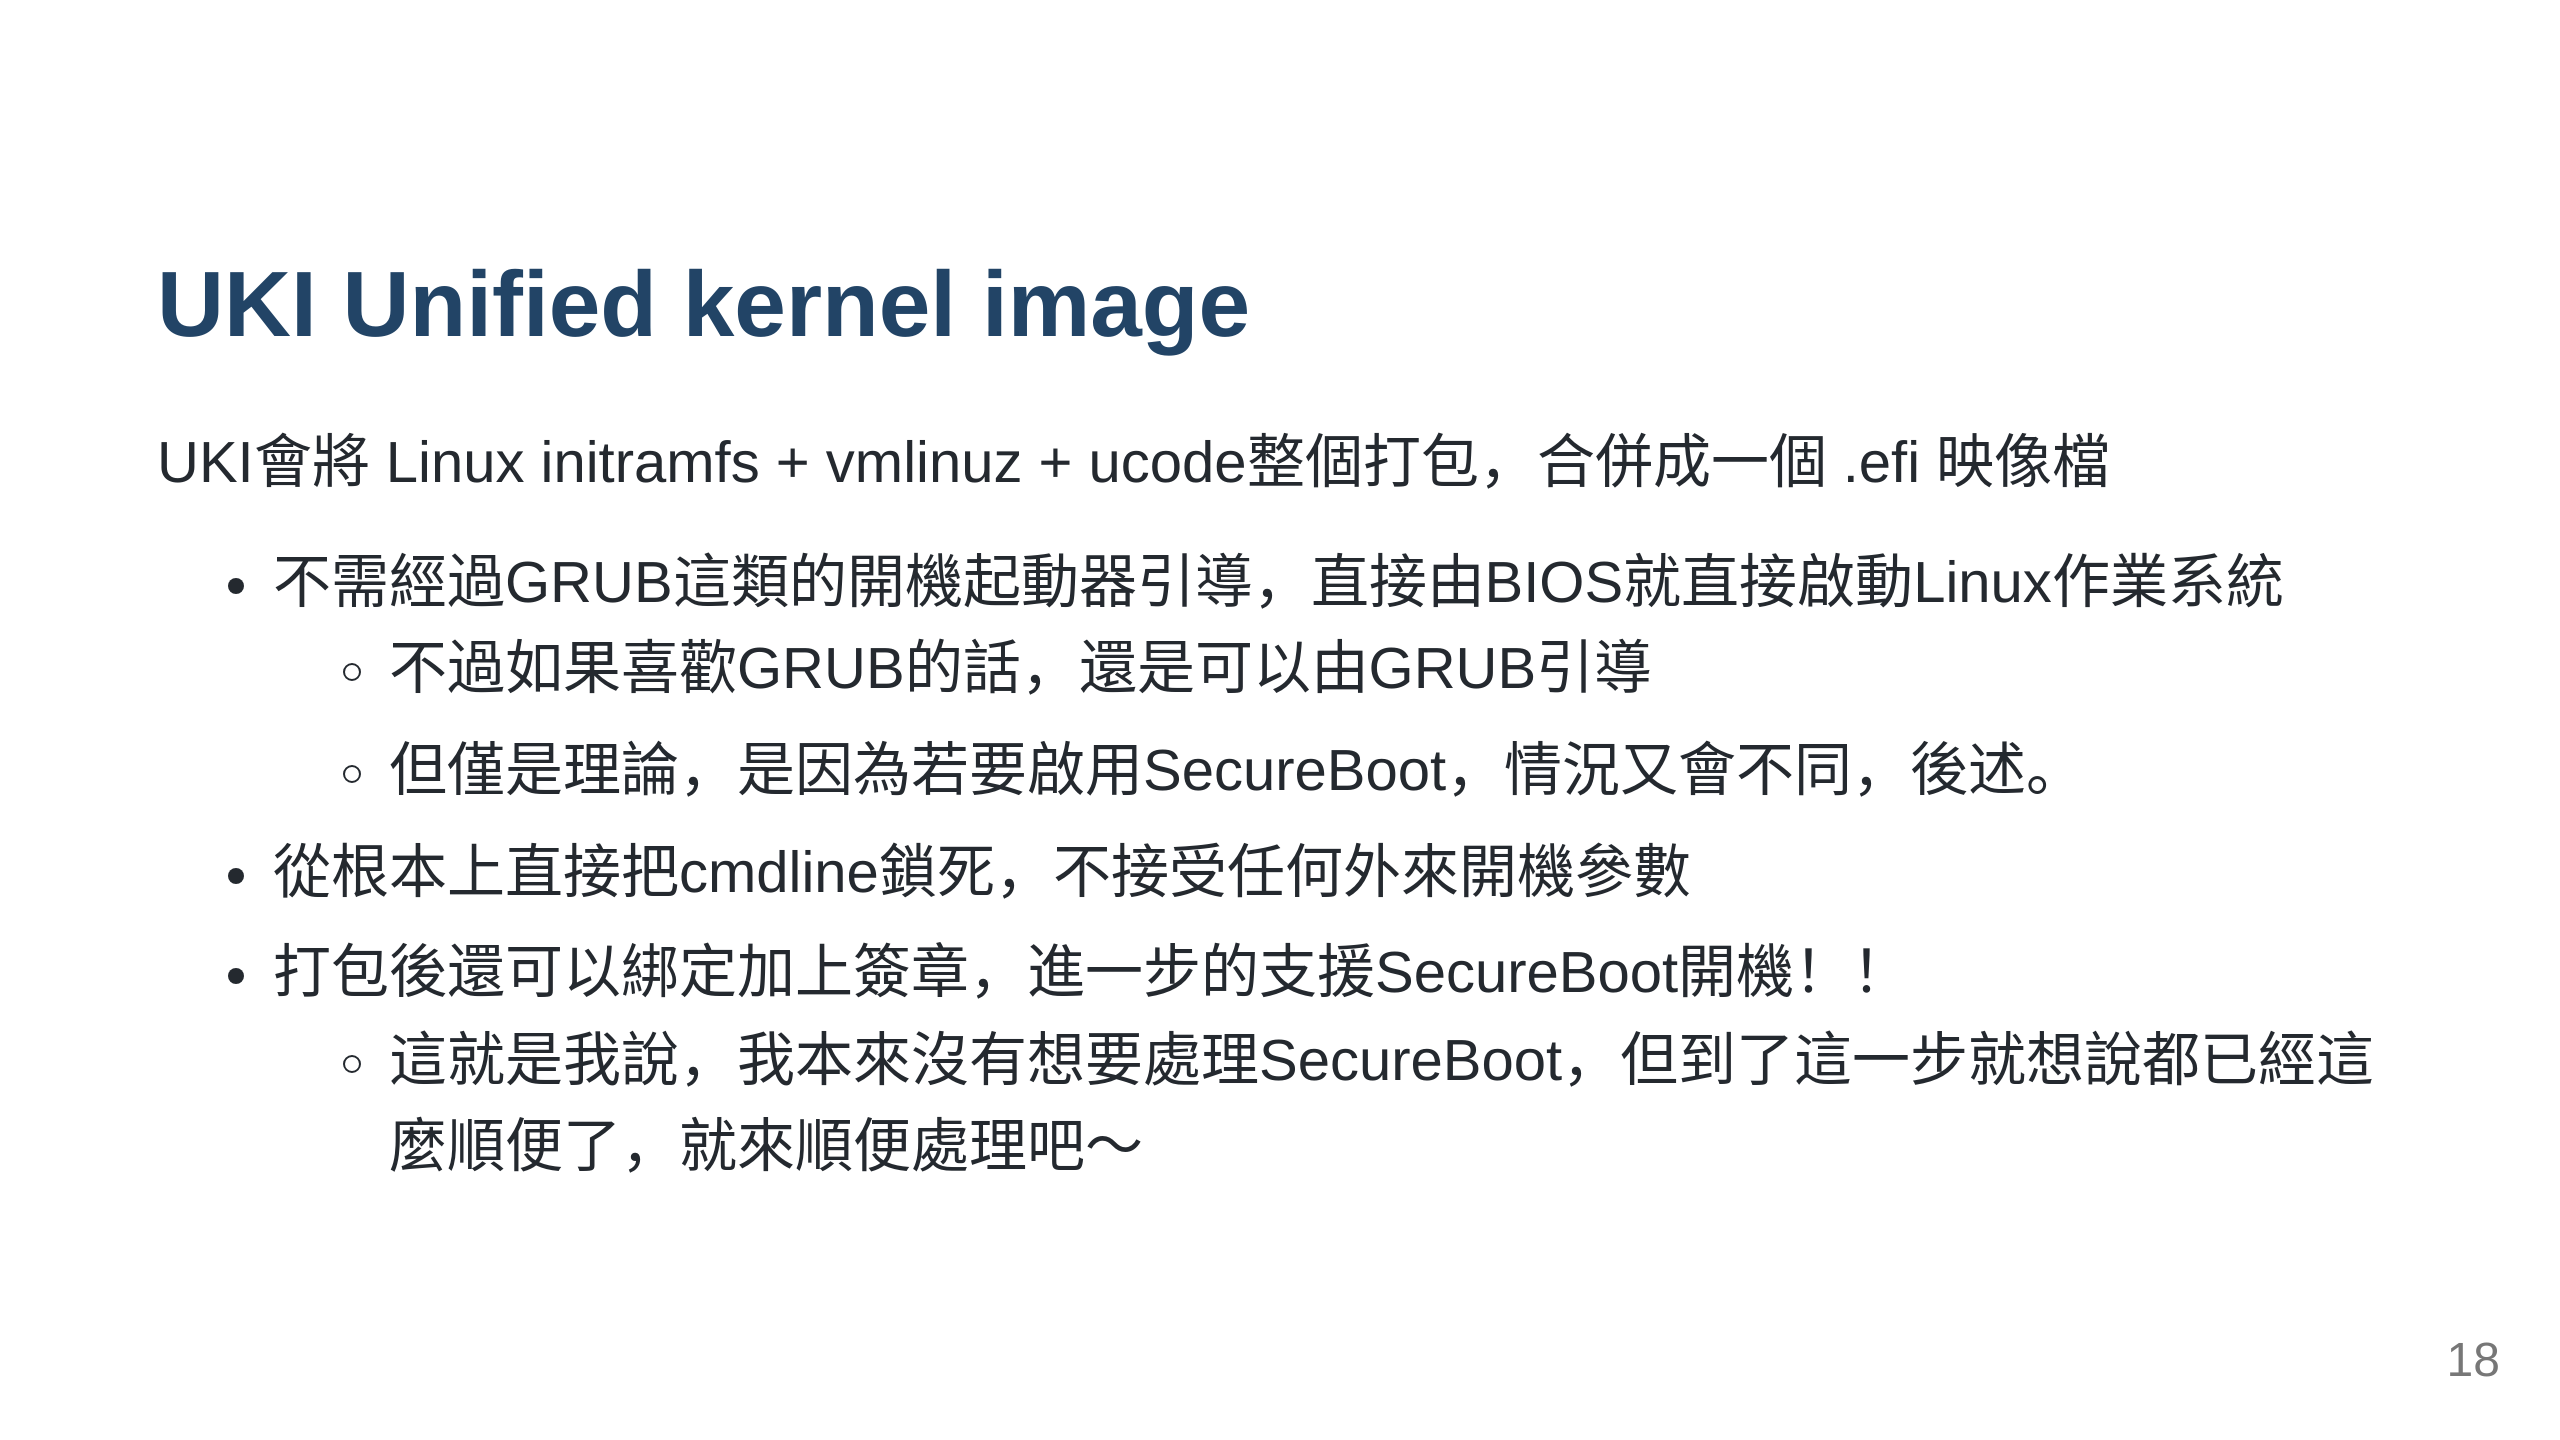 UKI Unified kernel image
UKI會將 Linux initramfs + vmlinuz + ucode整個打包，合併成一個 .efi 映像檔
不需經過GRUB這類的開機起動器引導，直接由BIOS就直接啟動Linux作業系統
不過如果喜歡GRUB的話，還是可以由GRUB引導
但僅是理論，是因為若要啟用SecureBoot，情況又會不同，後述。
從根本上直接把cmdline鎖死，不接受任何外來開機參數
打包後還可以綁定加上簽章，進一步的支援SecureBoot開機！！
這就是我說，我本來沒有想要處理SecureBoot，但到了這一步就想說都已經這
麼順便了，就來順便處理吧～
18